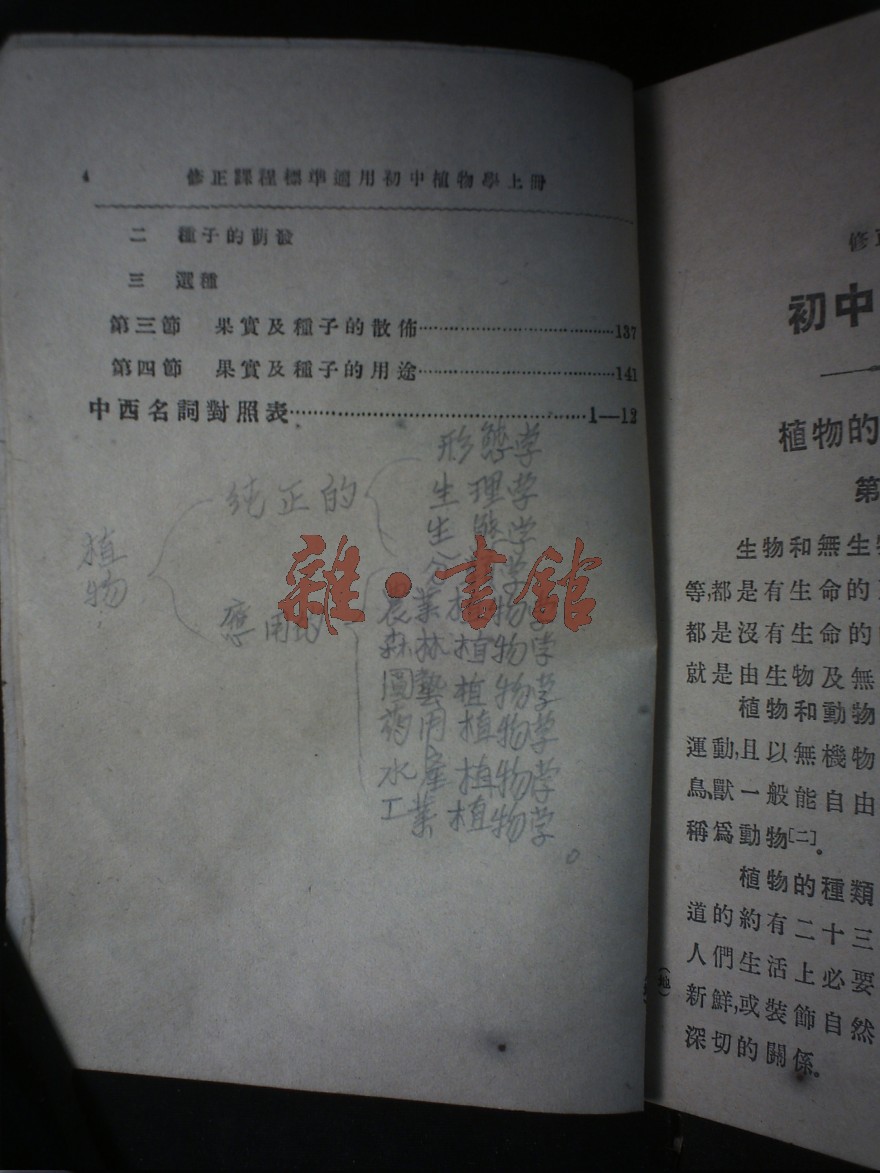 4 修正課程標準適用初中植物學上冊
二 種子的萌發
三 選種
第三節 果實及種子的散佈……137
第四節 果實及種子的用途……141
中西名詞對照表……1—12
植物
純正的
形態学
生理学
生態学
学
應用的
農業植物学
森林植物学
園藝植物学
药用植物学
水產植物学
工業植物学。
雜·書館
修正
初中
植物的
第
生物和無生物
等,都是有生命的
都是沒有生命的
就是由生物及無
植物和動物
運動,且以無機物
鳥獸一般能自由
稱爲動物[二]。
植物的種類
道的約有二十三
人們生活上必要
新鮮,或裝飾自然
深切的關係。
(地)